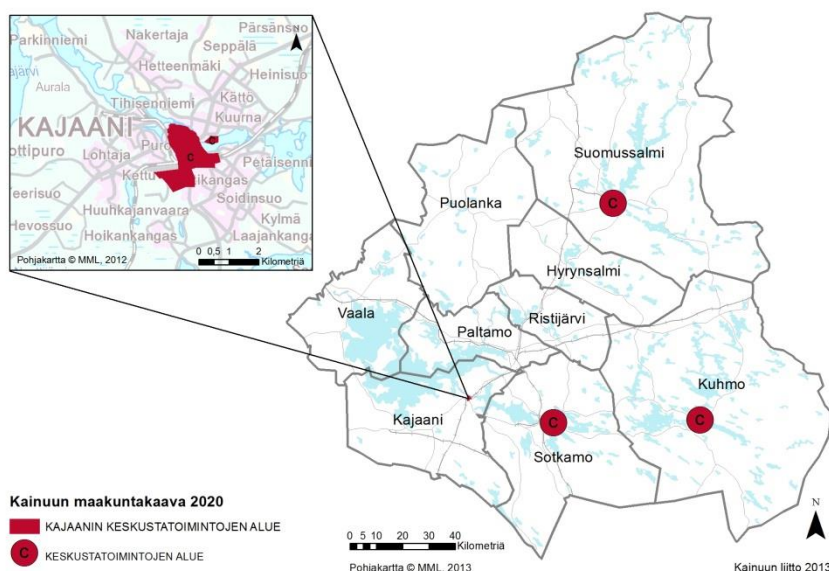 Parkinniemi
Nakertaja
Pärsänsuo
Seppälä
Hetteenmäki
Heinisuo
Aurala
Tihisenniemi
Kättö
Kuurna
KAJAANI
Lohtaja
Puro
C
Petäisenni
Kettu
ikangas
Soidinsuo
Huuhkajanvaara
Kylmä
Hevossuo
Hoikankangas
Laajankanga
0 0,5 1 2
Kilometriä
Pohjakartta © MML, 2012
Suomussalmi
C
Puolanka
Hyrynsalmi
Vaala
Ristijärvi
Paltamo
Kuhmo
Kajaani
C
C
Sotkamo
Kainuun maakuntakaava 2020
KAJAANIN KESKUSTATOIMINTOJEN ALUE
C KESKUSTATOIMINTOJEN ALUE
0 5 10 20 30 40
Kilometriä
Pohjakartta © MML, 2013
N
Kainuun liitto 2013